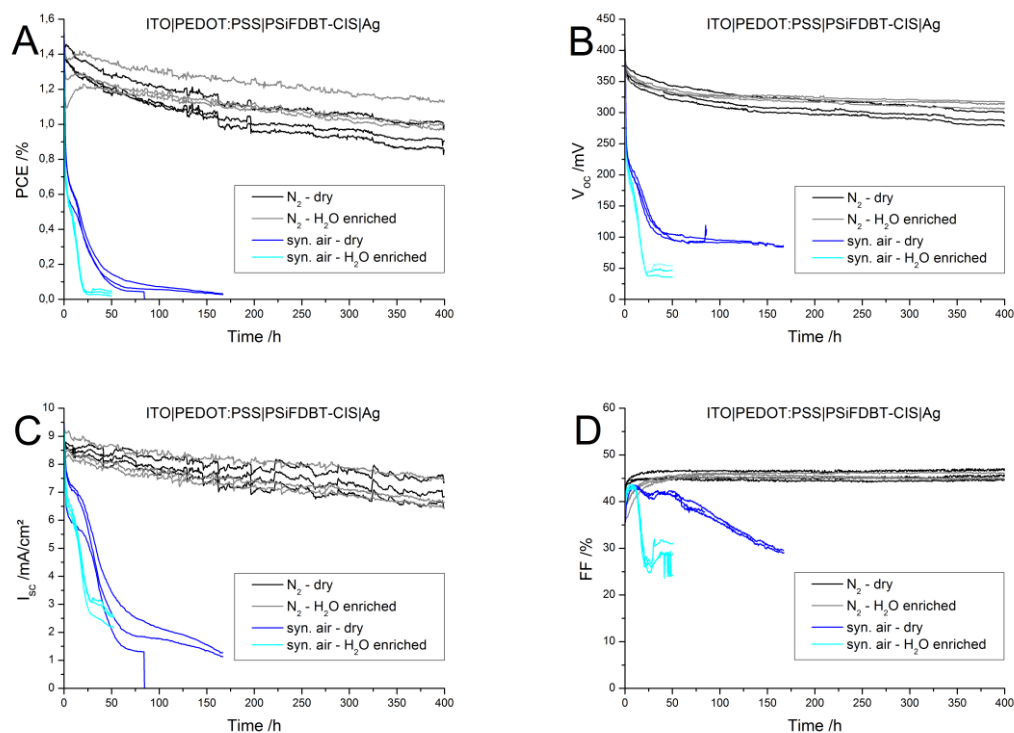 A
ITO|PEDOT:PSS|PSiFDBT-CIS|Ag
PCE /%
1,6
1,4
1,2
1,0
0,8
0,6
0,4
0,2
0,0
N₂ - dry
N₂ - H₂O enriched
syn. air - dry
syn. air - H₂O enriched
0 50 100 150 200 250 300 350 400
Time /h
B
ITO|PEDOT:PSS|PSiFDBT-CIS|Ag
V_oc /mV
450
400
350
300
250
200
150
100
50
0
N₂ - dry
N₂ - H₂O enriched
syn. air - dry
syn. air - H₂O enriched
0 50 100 150 200 250 300 350 400
Time /h
C
ITO|PEDOT:PSS|PSiFDBT-CIS|Ag
I_sc /mA/cm²
10
9
8
7
6
5
4
3
2
1
0
N₂ - dry
N₂ - H₂O enriched
syn. air - dry
syn. air - H₂O enriched
0 50 100 150 200 250 300 350 400
Time /h
D
ITO|PEDOT:PSS|PSiFDBT-CIS|Ag
FF /%
60
50
40
30
20
10
0
N₂ - dry
N₂ - H₂O enriched
syn. air - dry
syn. air - H₂O enriched
0 50 100 150 200 250 300 350 400
Time /h